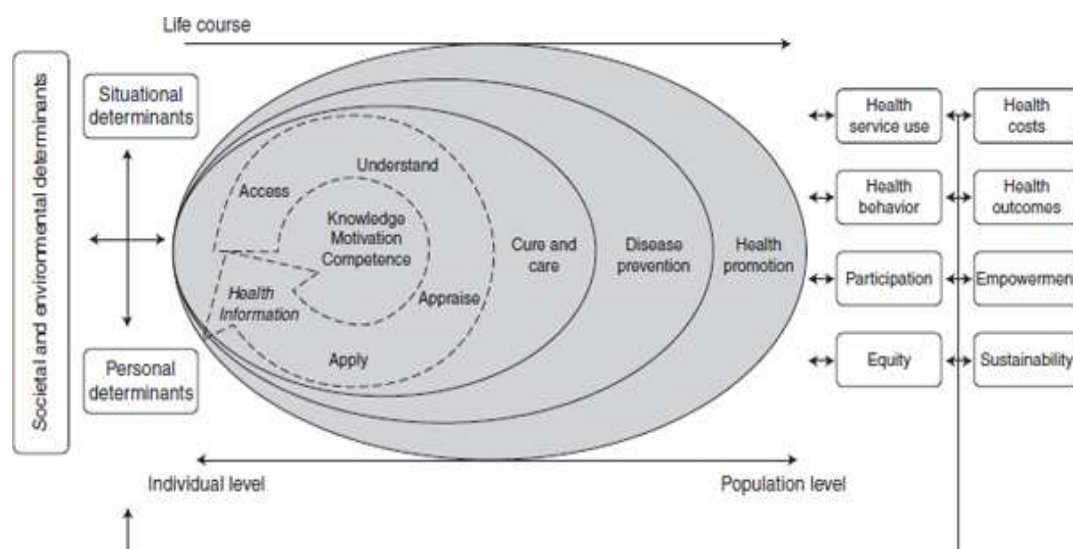 Life course
Societal and environmental determinants
Situational
determinants
Personal
determinants
Access
Understand
Knowledge
Motivation
Competence
Health
Information
Appraise
Apply
Cure and
care
Disease
prevention
Health
promotion
Health
service use
Health
costs
Health
behavior
Health
outcomes
Participation
Empowermen
Equity
Sustainability
Individual level
Population level